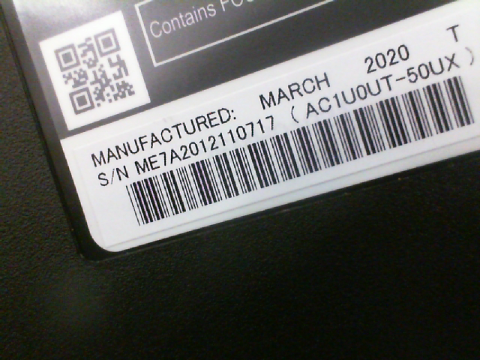 Contains
MANUFACTURED: MARCH 2020 T
S/N ME7A2012110717 (AC1U0UT-50UX)